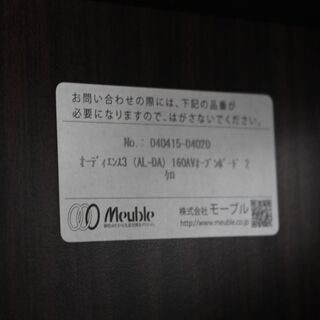 お問い合わせの際には、下記の品番が
必要になりますので、はがさないでください。
No.: 040415-04020
ｵｰﾃﾞｨｴﾝｽ3 (AL-DA) 160AVｵｰﾌﾟﾝﾎﾞｰﾄﾞ 2
Meuble
株式会社 モーブル
http://www.meuble.co.jp